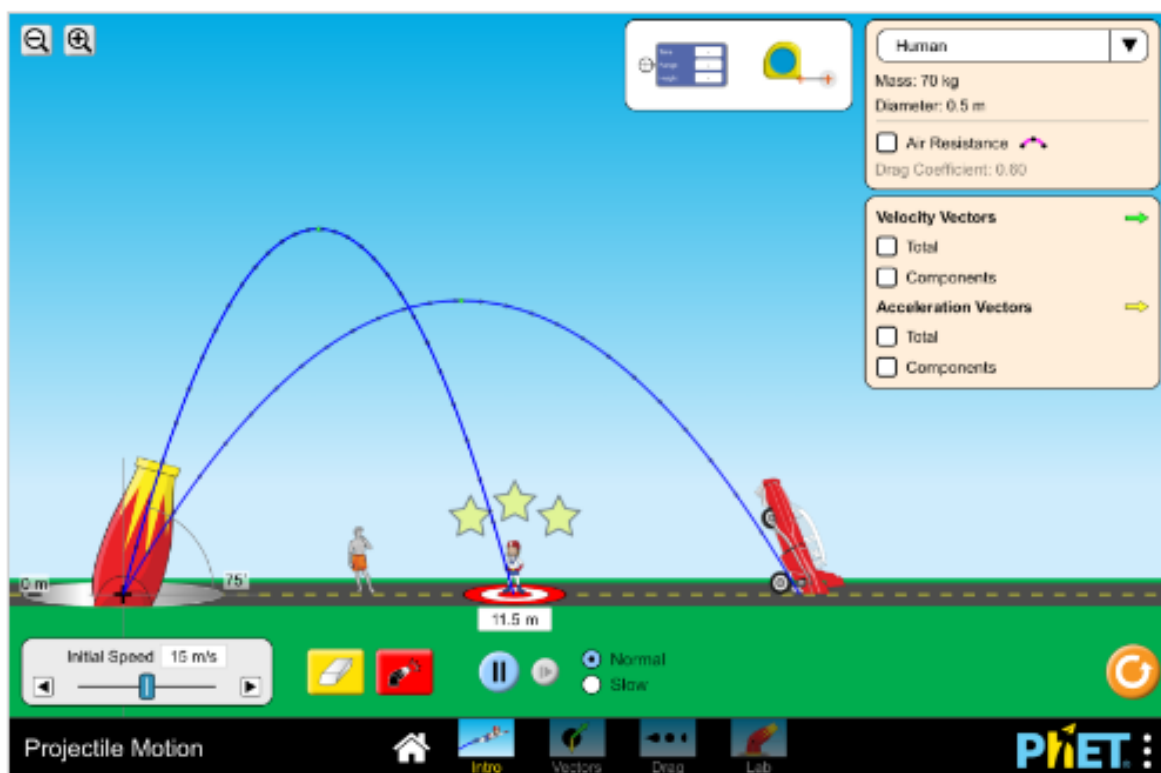 Human
Mass: 70 kg
Diameter: 0.5 m
Air Resistance
Drag Coefficient: 0.60
Velocity Vectors
Total
Components
Acceleration Vectors
Total
Components
0 m
75°
11.5 m
Initial Speed 15 m/s
Normal
Slow
Projectile Motion
Intro
Vectors
Drag
Lab
PhET